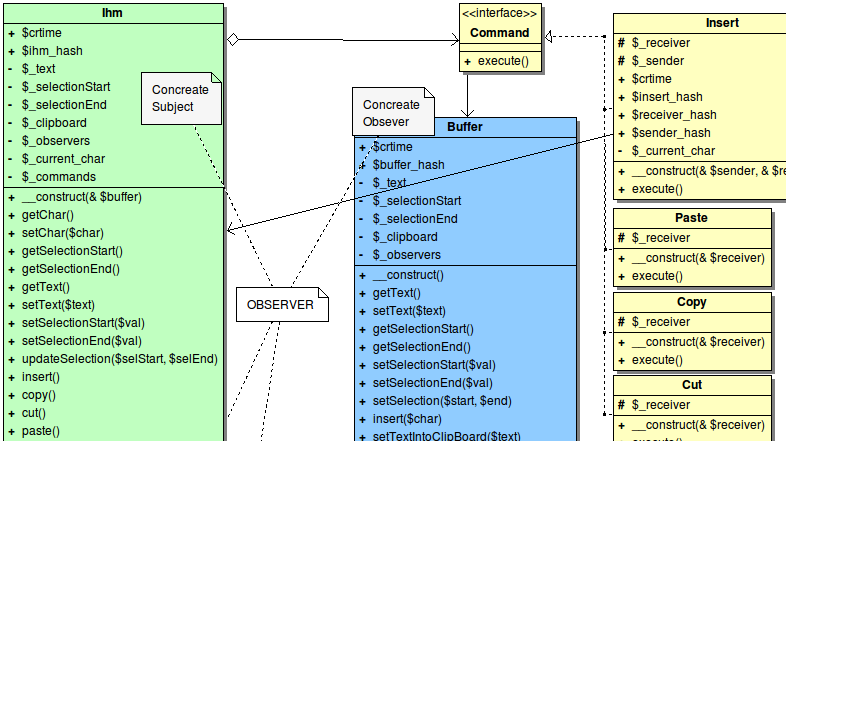 Ihm
+ $crtime
+ $ihm_hash
- $_text
- $_selectionStart
- $_selectionEnd
- $_clipboard
- $_observers
- $_current_char
- $_commands
+ __construct(& $buffer)
+ getChar()
+ setChar($char)
+ getSelectionStart()
+ getSelectionEnd()
+ getText()
+ setText($text)
+ setSelectionStart($val)
+ setSelectionEnd($val)
+ updateSelection($selStart, $selEnd)
+ insert()
+ copy()
+ cut()
+ paste()
Concreate
Subject
OBSERVER
Concreate
Obsever
<<interface>>
Command
+ execute()
Buffer
+ $crtime
+ $buffer_hash
- $_text
- $_selectionStart
- $_selectionEnd
- $_clipboard
- $_observers
+ __construct()
+ getText()
+ setText($text)
+ getSelectionStart()
+ getSelectionEnd()
+ setSelectionStart($val)
+ setSelectionEnd($val)
+ setSelection($start, $end)
+ insert($char)
+ setTextIntoClipBoard($text)
Insert
# $_receiver
# $_sender
+ $crtime
+ $insert_hash
+ $receiver_hash
+ $sender_hash
- $_current_char
+ __construct(& $sender, & $re
+ execute()
Paste
# $_receiver
+ __construct(& $receiver)
+ execute()
Copy
# $_receiver
+ __construct(& $receiver)
+ execute()
Cut
# $_receiver
+ __construct(& $receiver)
+ execute()